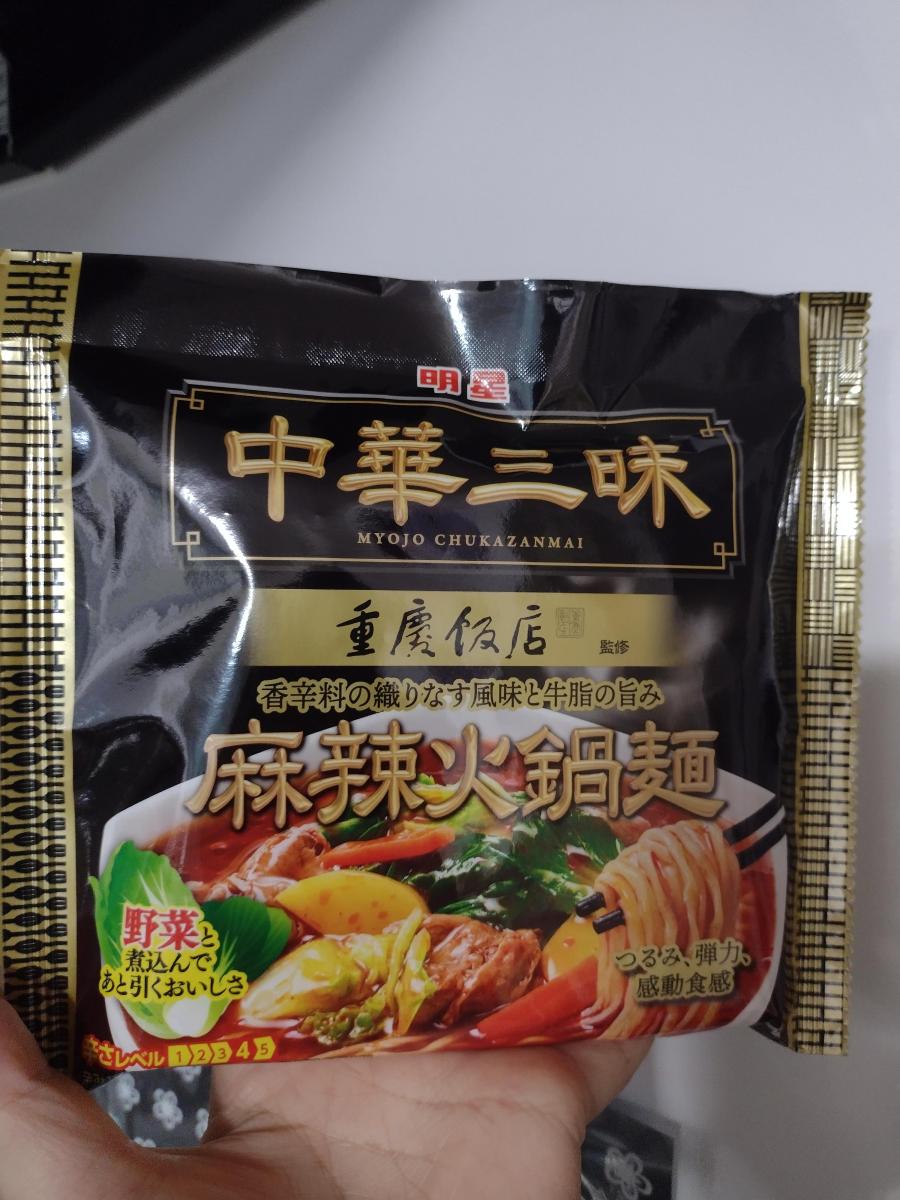 明星
中華三昧
MYOJO CHUKAZANMAI
重慶飯店
監修
香辛料の織りなす風味と牛脂の旨み
麻辣火鍋麺
野菜と
煮込んで
あと引くおいしさ
つるみ、弾力、
感動食感
辛さレベル 1 2 3 4 5